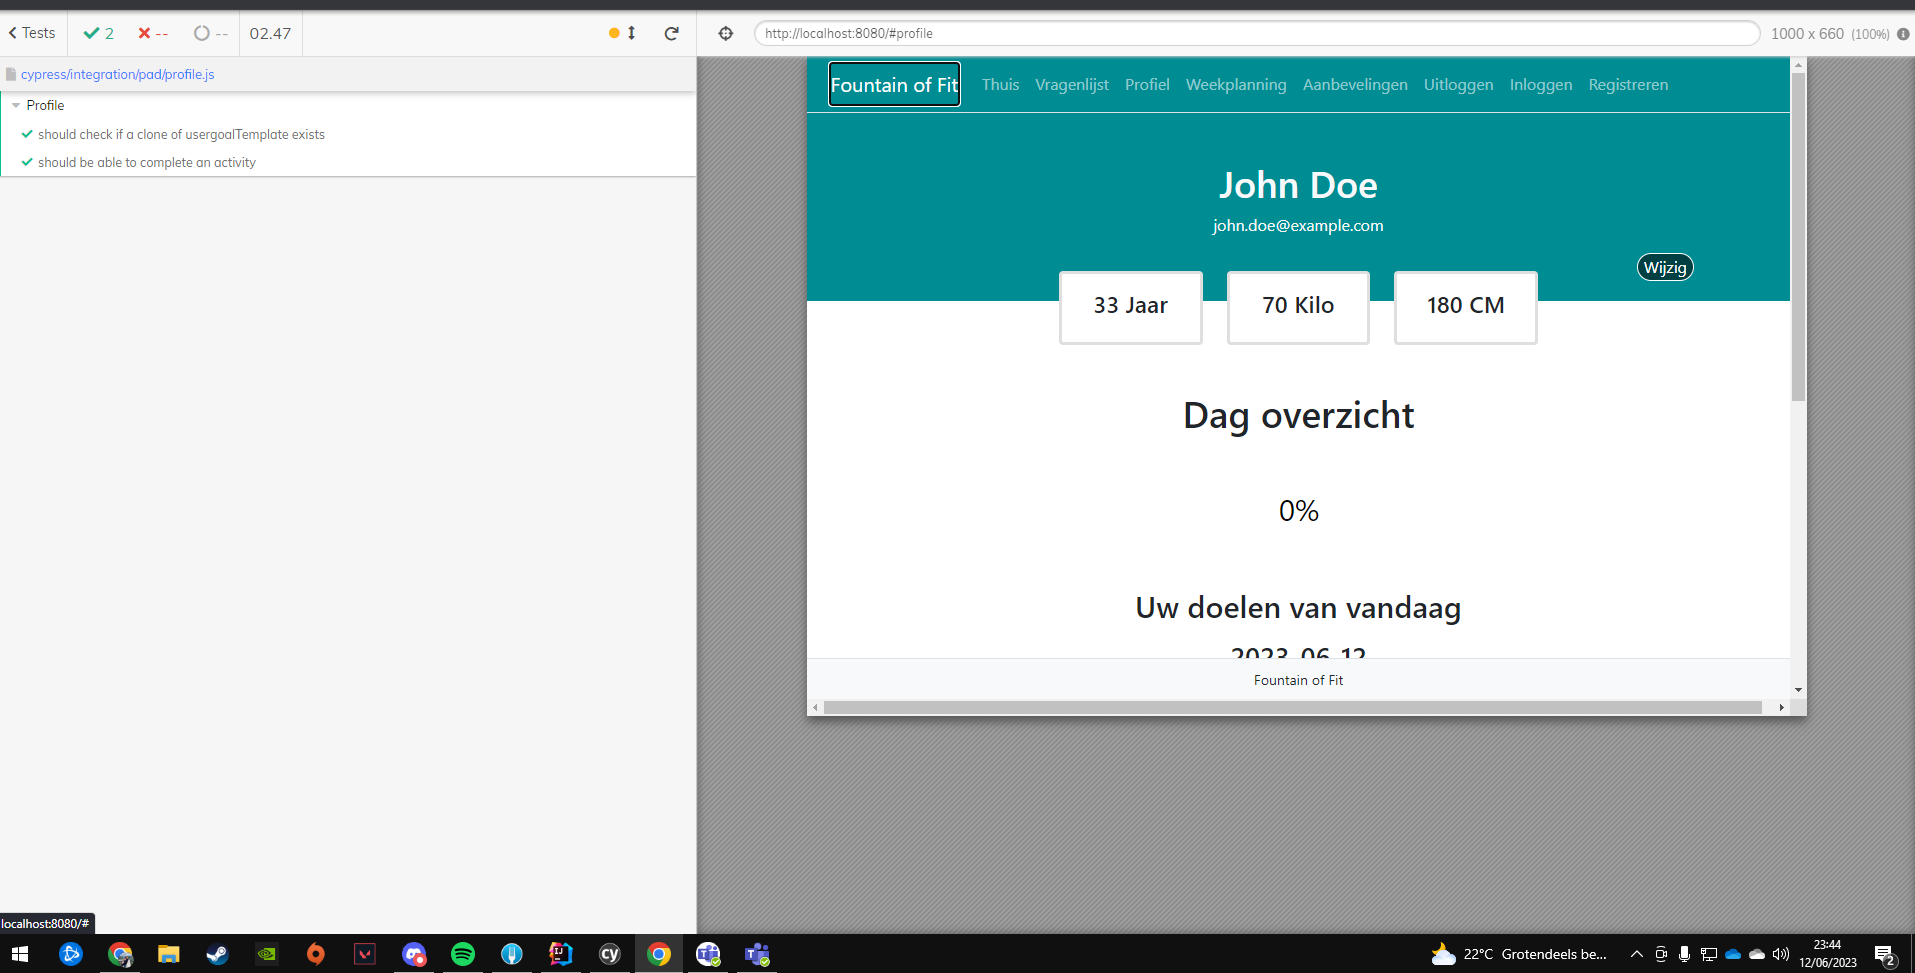 Tests
2
--
--
02.47
http://localhost:8080/#profile
1000 x 660 (100%)
cypress/integration/pad/profile.js
Profile
should check if a clone of usergoalTemplate exists
should be able to complete an activity
Fountain of Fit Thuis Vragenlijst Profiel Weekplanning Aanbevelingen Uitloggen Inloggen Registreren
John Doe
john.doe@example.com
Wijzig
33 Jaar
70 Kilo
180 CM
Dag overzicht
0%
Uw doelen van vandaag
2023-06-12
Fountain of Fit
localhost:8080/#
cy
22°C Grotendeels be...
23:44
12/06/2023
2